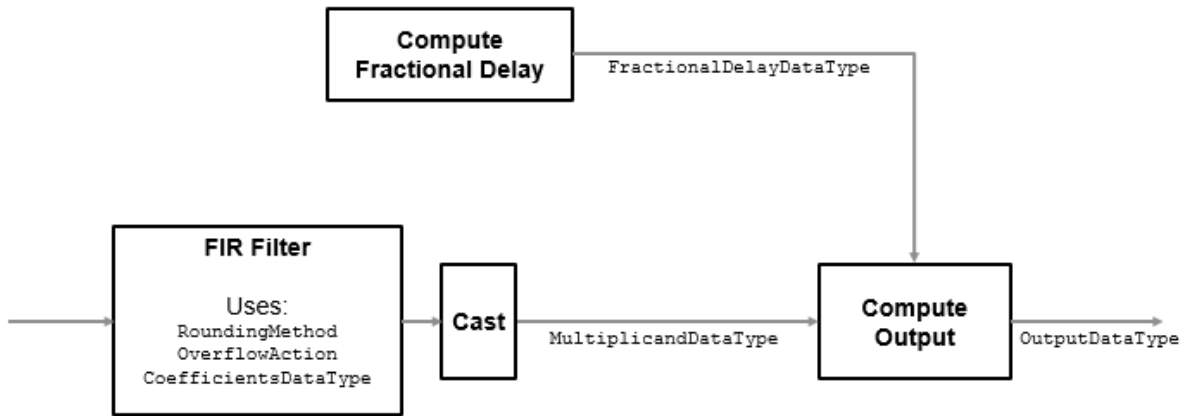 Compute
Fractional Delay
FractionalDelayDataType
FIR Filter
Uses:
RoundingMethod
OverflowAction
CoefficientsDataType
Cast
MultiplicandDataType
Compute
Output
OutputDataType